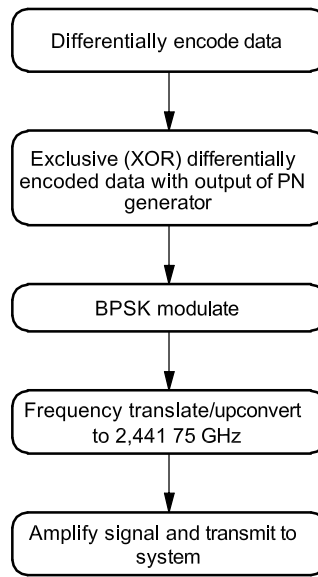 Differentially encode data
Exclusive (XOR) differentially
encoded data with output of PN
generator
BPSK modulate
Frequency translate/upconvert
to 2,441 75 GHz
Amplify signal and transmit to
system